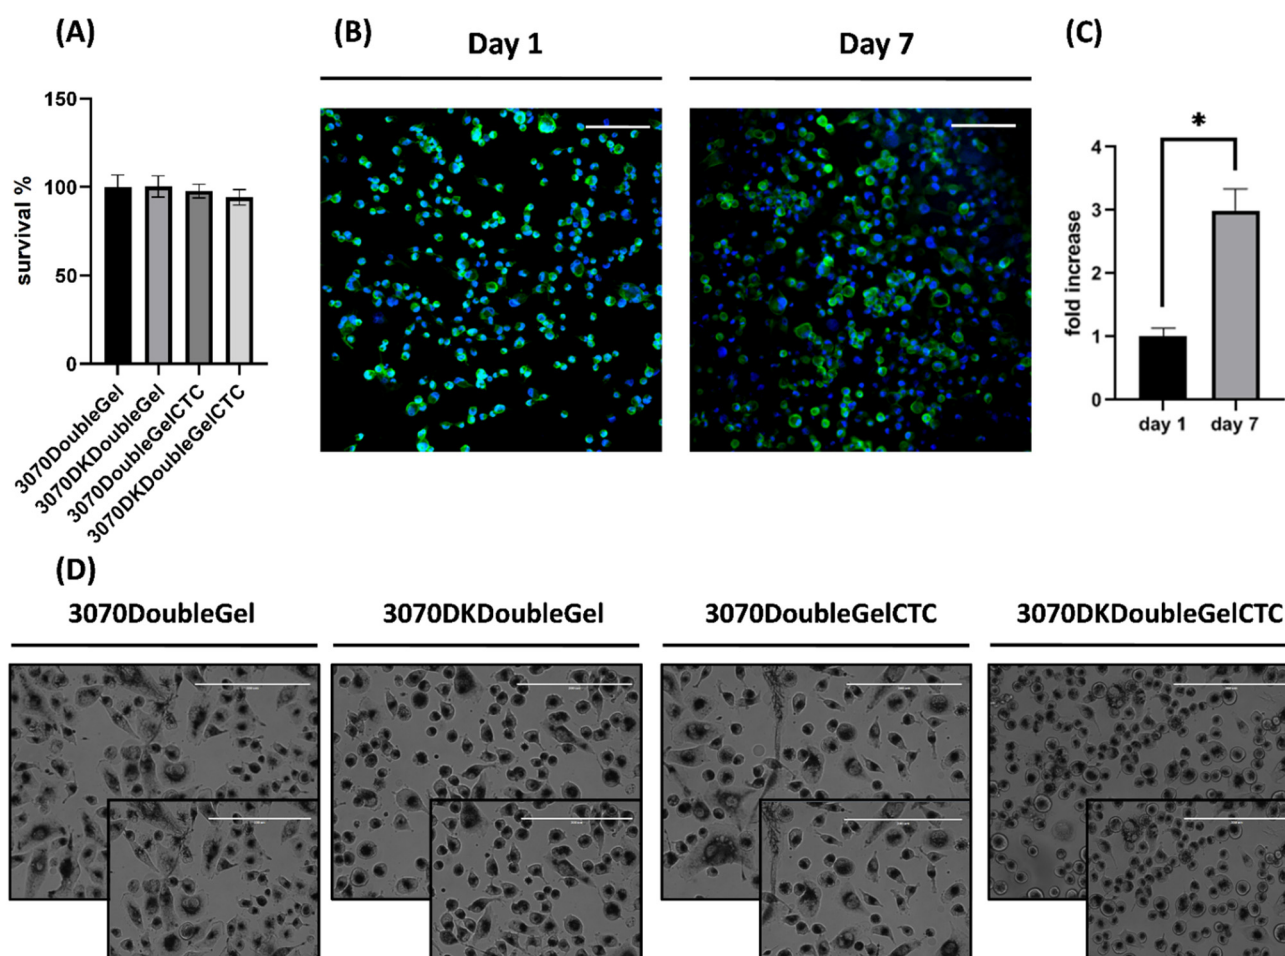 (A)
(B)
Day 1
Day 7
(C)
150
100
50
0
survival %
3070DoubleGel
3070DKDoubleGel
3070DoubleGelCTC
3070DKDoubleGelCTC
*
4
3
2
1
0
fold increase
day 1
day 7
(D)
3070DoubleGel
3070DKDoubleGel
3070DoubleGelCTC
3070DKDoubleGelCTC